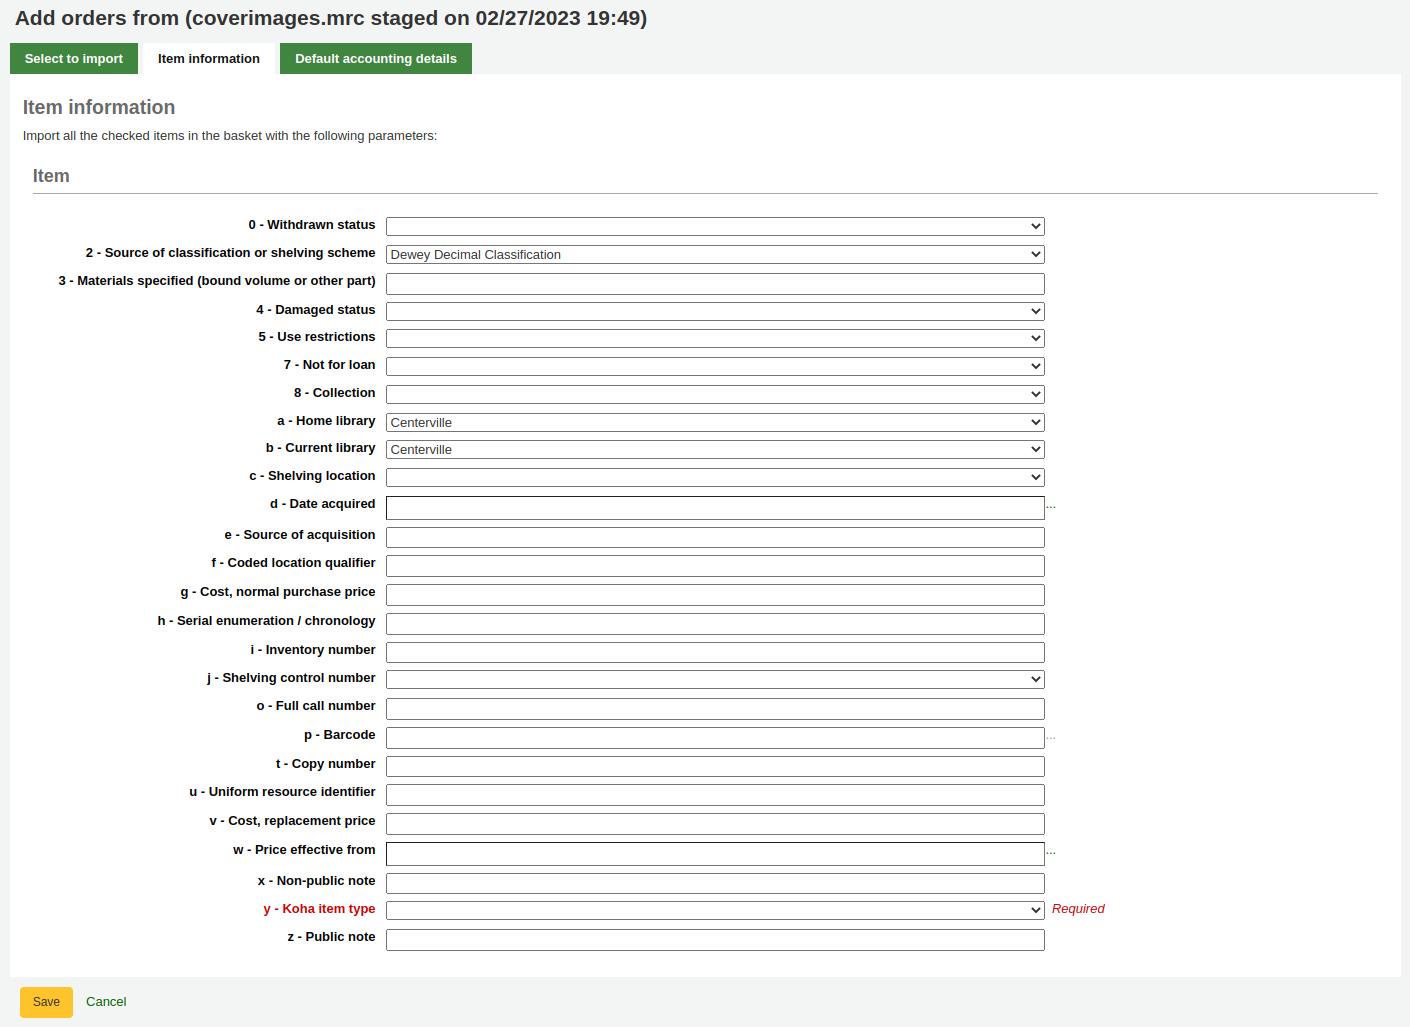 Add orders from (coverimages.mrc staged on 02/27/2023 19:49)
Select to import
Item information
Default accounting details
Item information
Import all the checked items in the basket with the following parameters:
Item
0 - Withdrawn status
2 - Source of classification or shelving scheme Dewey Decimal Classification
3 - Materials specified (bound volume or other part)
4 - Damaged status
5 - Use restrictions
7 - Not for loan
8 - Collection
a - Home library Centerville
b - Current library Centerville
c - Shelving location
d - Date acquired ...
e - Source of acquisition
f - Coded location qualifier
g - Cost, normal purchase price
h - Serial enumeration / chronology
i - Inventory number
j - Shelving control number
o - Full call number
p - Barcode ...
t - Copy number
u - Uniform resource identifier
v - Cost, replacement price
w - Price effective from ...
x - Non-public note
y - Koha item type Required
z - Public note
Save Cancel